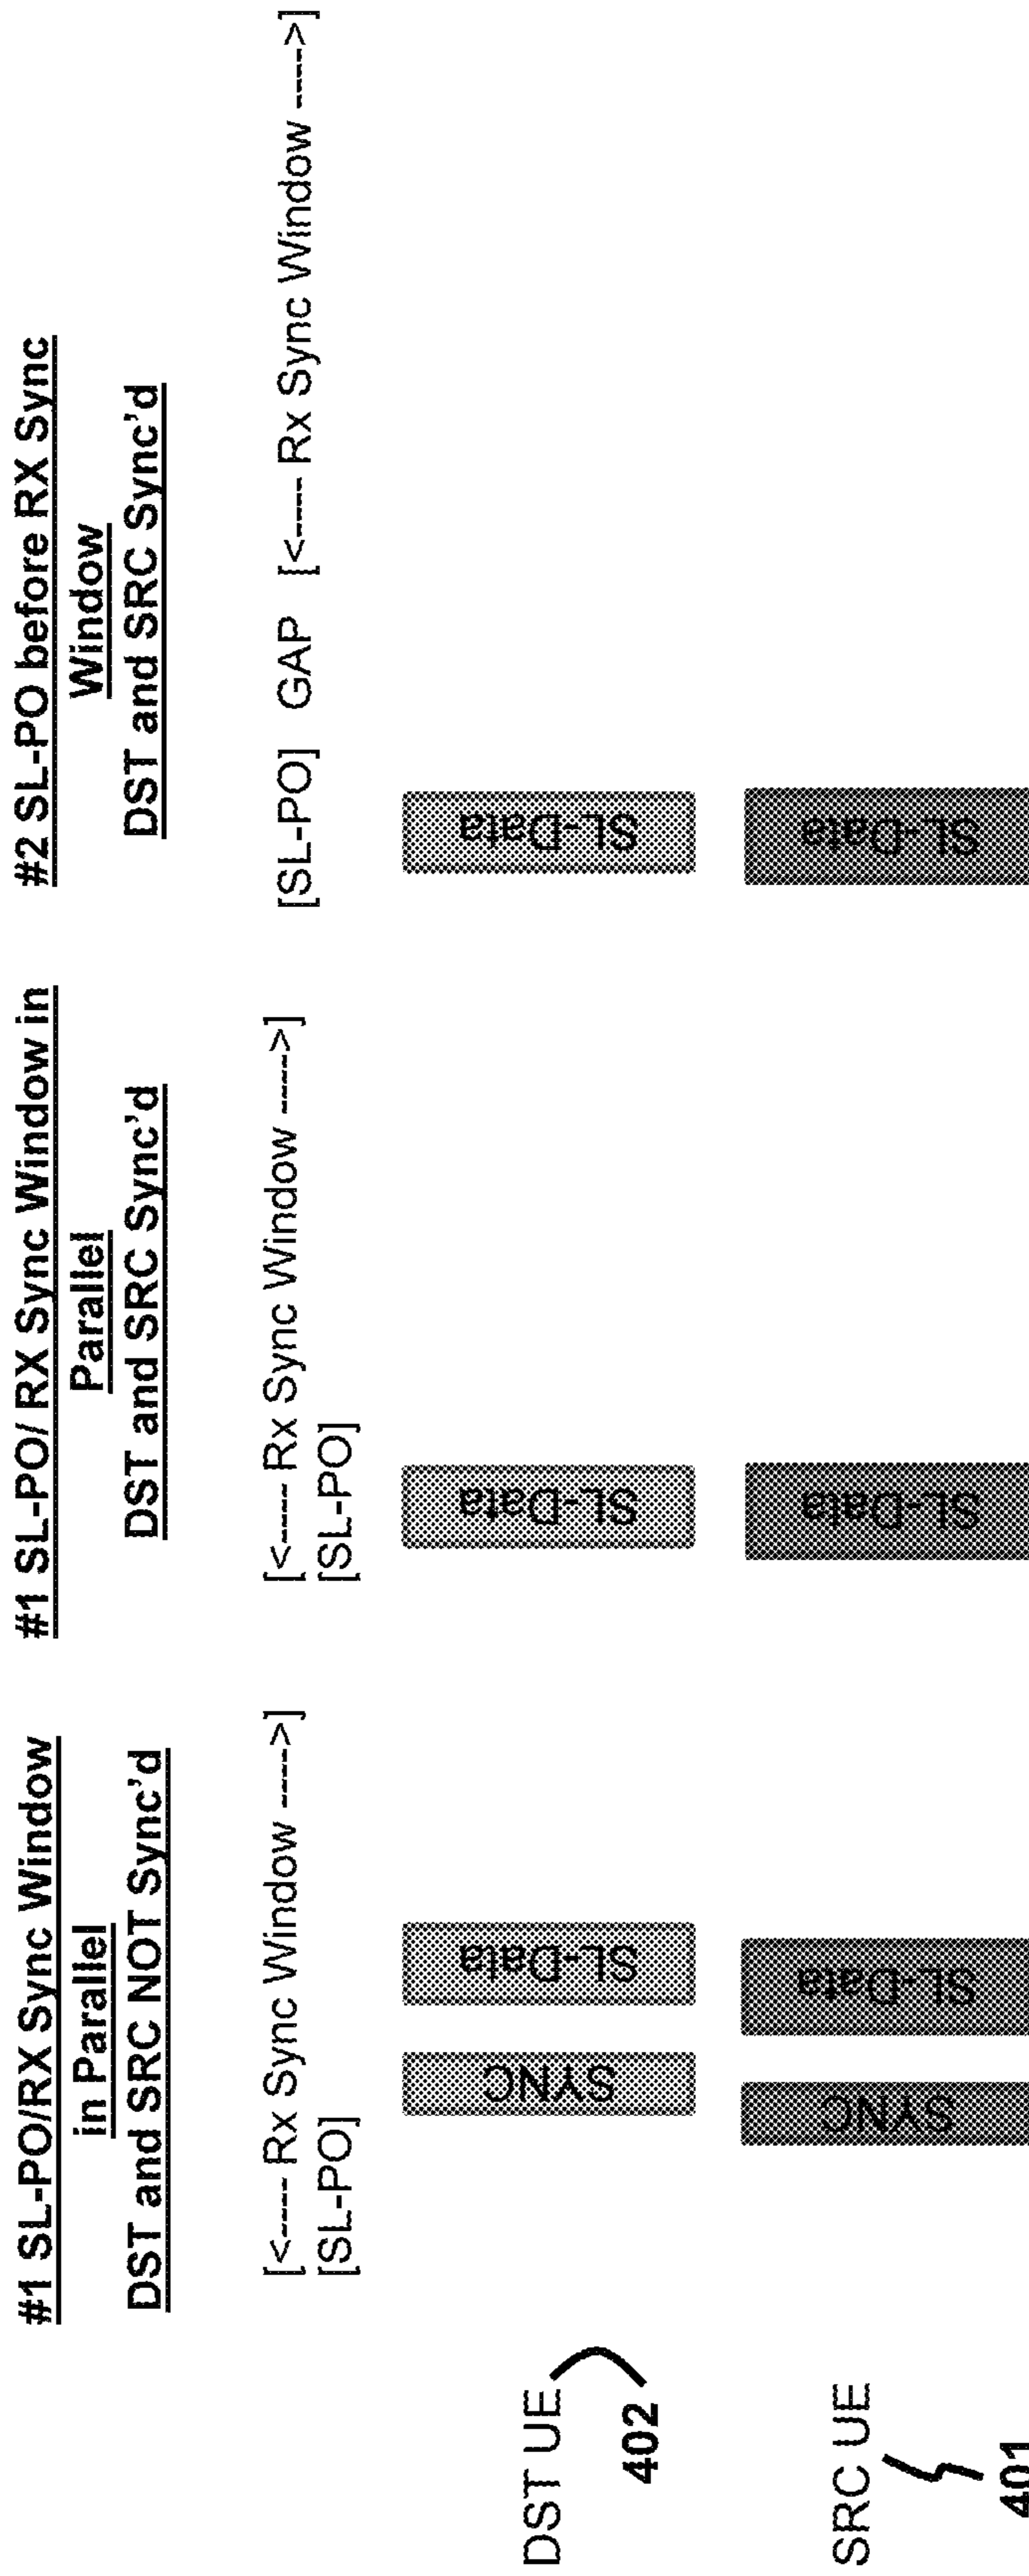 #1 SL-PO/RX Sync Window
in Parallel
DST and SRC NOT Sync'd
[<---- Rx Sync Window ---->]
[SL-PO]
#1 SL-PO/ RX Sync Window in
Parallel
DST and SRC Sync'd
[<---- Rx Sync Window ---->]
[SL-PO]
#2 SL-PO before RX Sync
Window
DST and SRC Sync'd
[SL-PO] GAP [<---- Rx Sync Window ---->]
DST UE
402
SYNC
SL-Data
SL-Data
SL-Data
SRC UE
401
SYNC
SL-Data
SL-Data
SL-Data